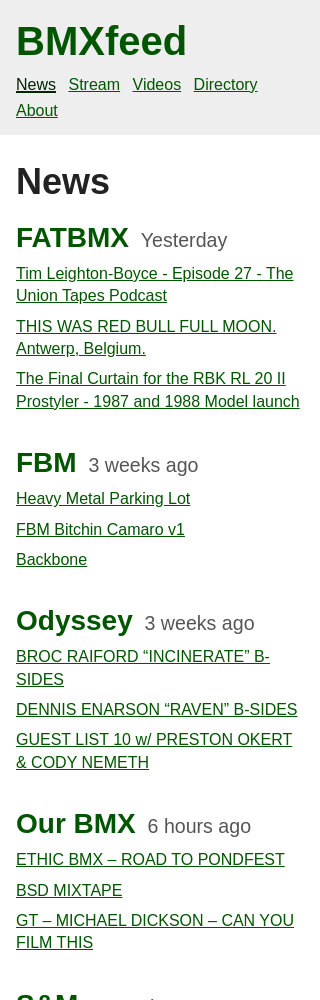 BMXfeed
News Stream Videos Directory
About
News
FATBMX Yesterday
Tim Leighton-Boyce - Episode 27 - The
Union Tapes Podcast
THIS WAS RED BULL FULL MOON.
Antwerp, Belgium.
The Final Curtain for the RBK RL 20 II
Prostyler - 1987 and 1988 Model launch
FBM 3 weeks ago
Heavy Metal Parking Lot
FBM Bitchin Camaro v1
Backbone
Odyssey 3 weeks ago
BROC RAIFORD “INCINERATE” B-
SIDES
DENNIS ENARSON “RAVEN” B-SIDES
GUEST LIST 10 w/ PRESTON OKERT
& CODY NEMETH
Our BMX 6 hours ago
ETHIC BMX – ROAD TO PONDFEST
BSD MIXTAPE
GT – MICHAEL DICKSON – CAN YOU
FILM THIS